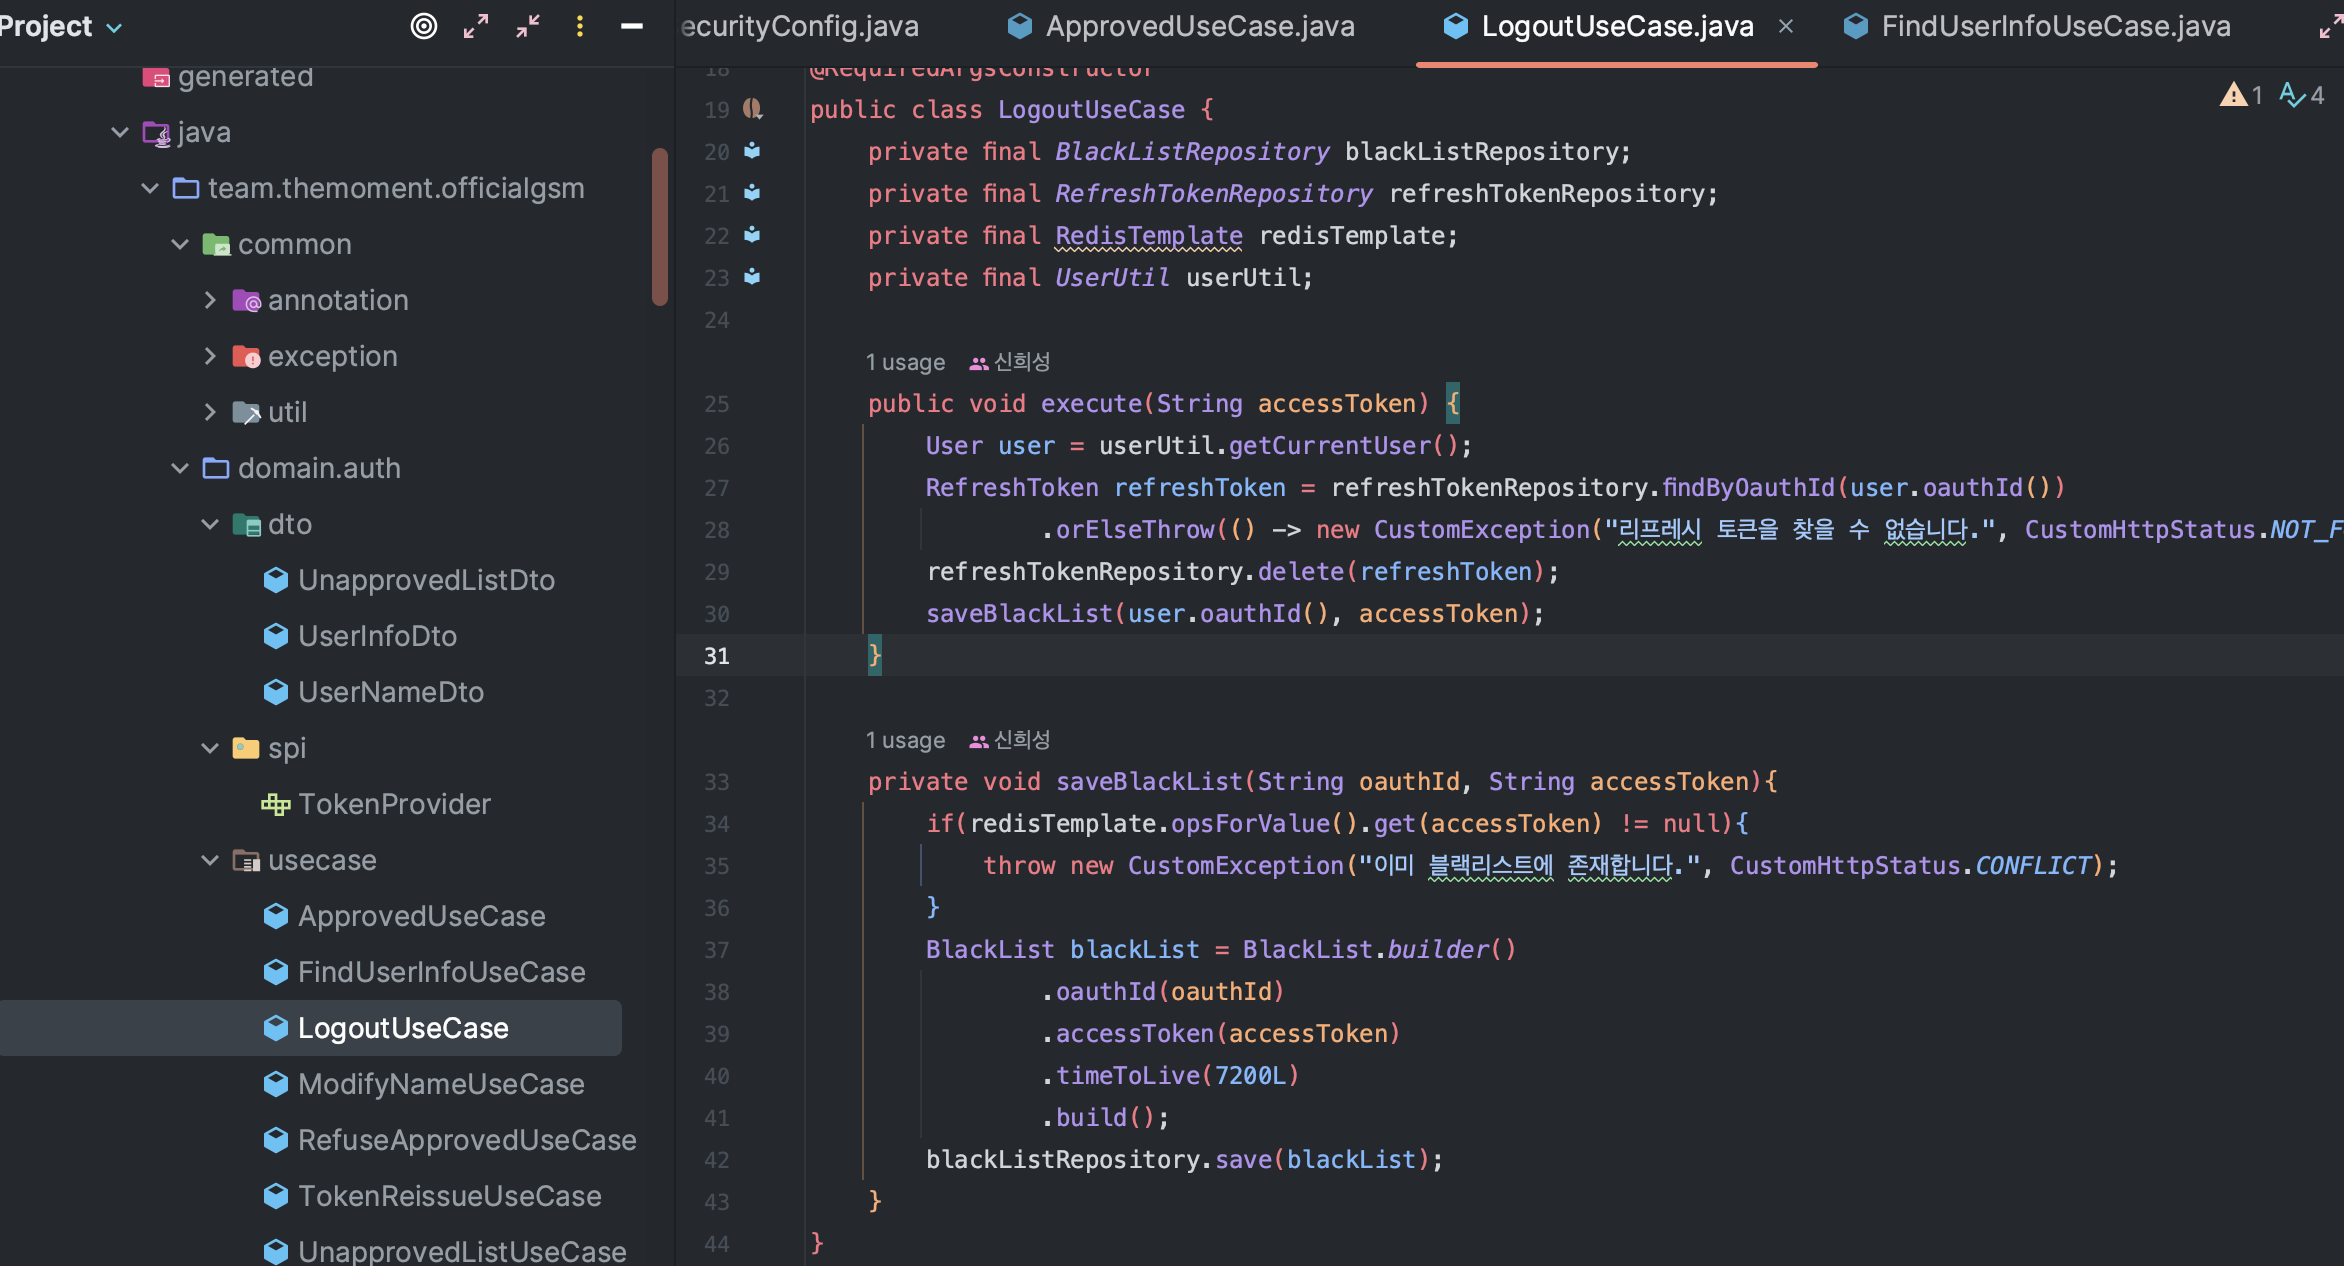 Project
ecurityConfig.java
ApprovedUseCase.java
LogoutUseCase.java
FindUserInfoUseCase.java
generated
java
team.themoment.officialgsm
common
annotation
exception
util
domain.auth
dto
UnapprovedListDto
UserInfoDto
UserNameDto
spi
TokenProvider
usecase
ApprovedUseCase
FindUserInfoUseCase
LogoutUseCase
ModifyNameUseCase
RefuseApprovedUseCase
TokenReissueUseCase
UnapprovedListUseCase
1 4
18 @RequiredArgsConstructor
19 public class LogoutUseCase {
20 private final BlackListRepository blackListRepository;
21 private final RefreshTokenRepository refreshTokenRepository;
22 private final RedisTemplate redisTemplate;
23 private final UserUtil userUtil;
24
1 usage 신희성
25 public void execute(String accessToken) {
26 User user = userUtil.getCurrentUser();
27 RefreshToken refreshToken = refreshTokenRepository.findByOauthId(user.oauthId())
28 .orElseThrow(() -> new CustomException("리프레시 토큰을 찾을 수 없습니다.", CustomHttpStatus.NOT_F
29 refreshTokenRepository.delete(refreshToken);
30 saveBlackList(user.oauthId(), accessToken);
31 }
32
1 usage 신희성
33 private void saveBlackList(String oauthId, String accessToken){
34 if(redisTemplate.opsForValue().get(accessToken) != null){
35 throw new CustomException("이미 블랙리스트에 존재합니다.", CustomHttpStatus.CONFLICT);
36 }
37 BlackList blackList = BlackList.builder()
38 .oauthId(oauthId)
39 .accessToken(accessToken)
40 .timeToLive(7200L)
41 .build();
42 blackListRepository.save(blackList);
43 }
44 }